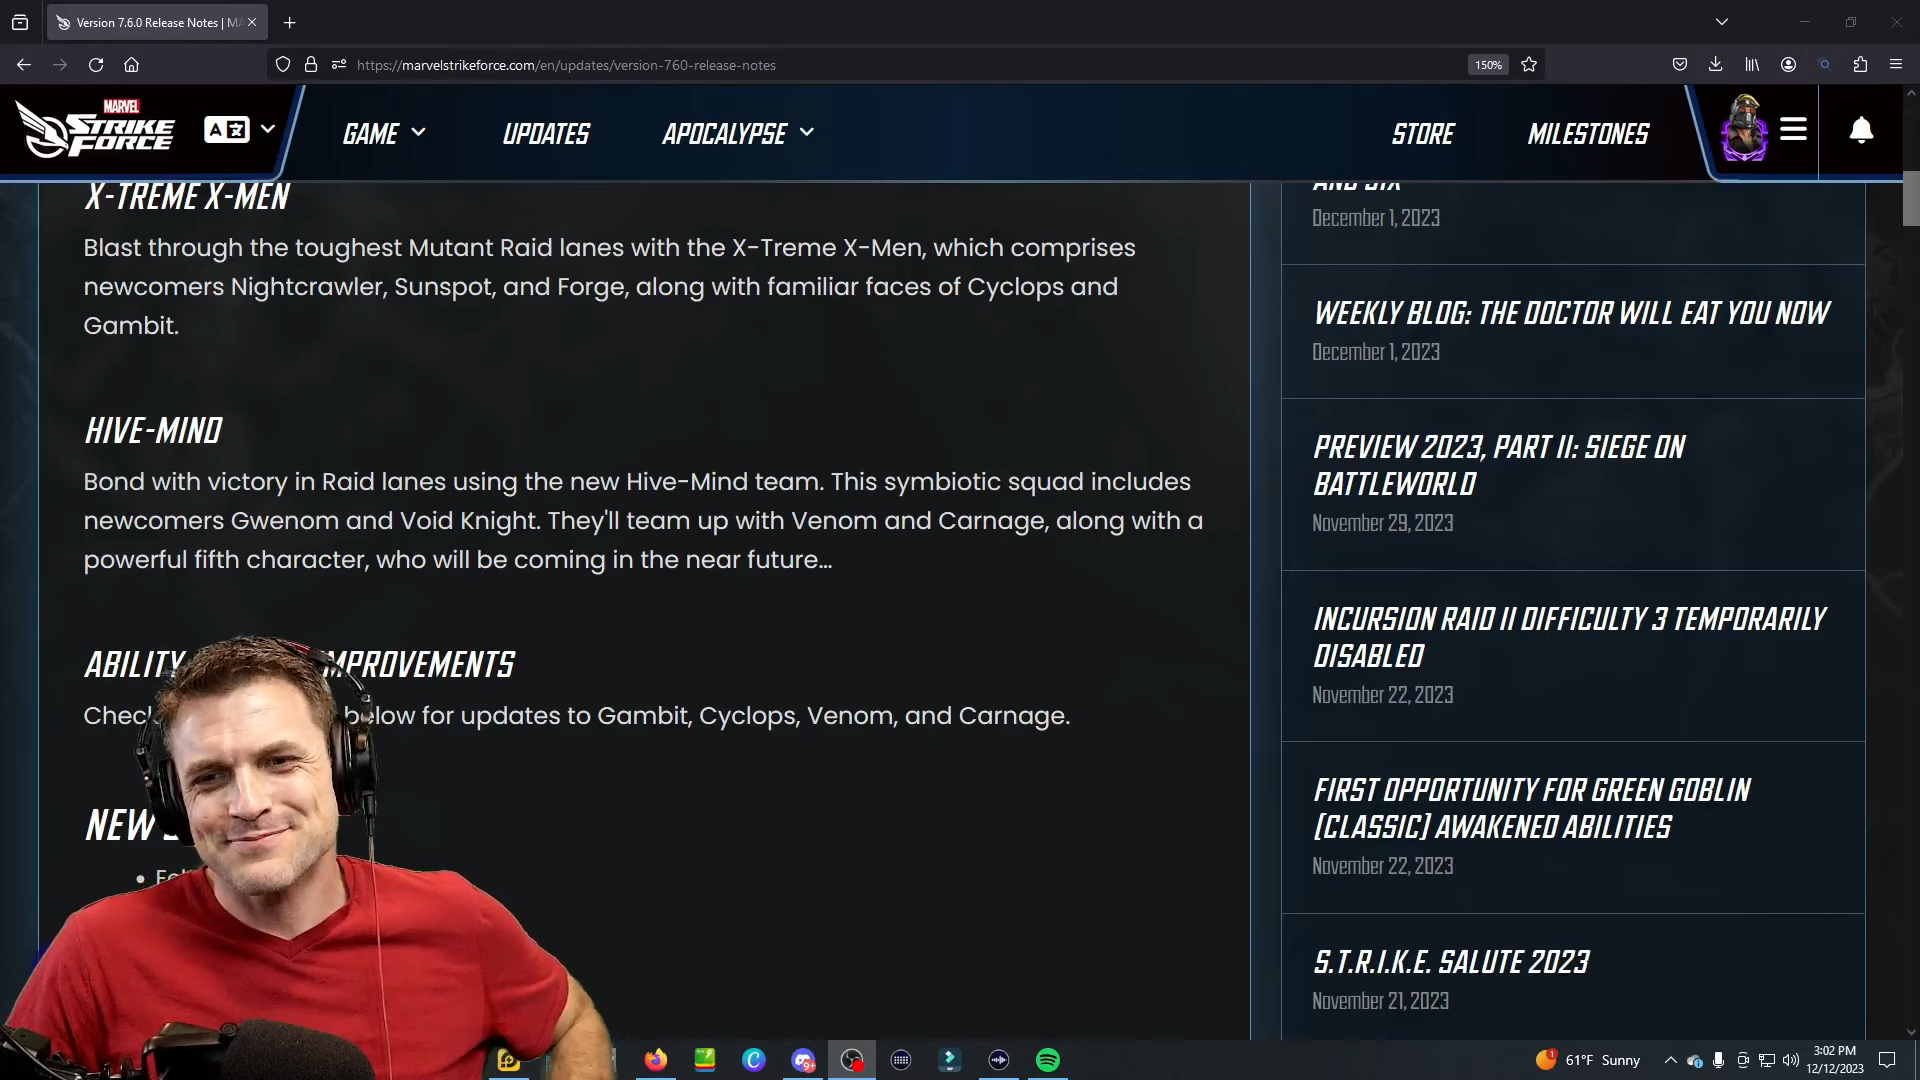 Version 7.6.0 Release Notes | MA
https://marvelstrikeforce.com/en/updates/version-760-release-notes
150%
MARVEL
STRIKE
FORCE
GAME
UPDATES
APOCALYPSE
STORE
MILESTONES
X-TREME X-MEN
Blast through the toughest Mutant Raid lanes with the X-Treme X-Men, which comprises
newcomers Nightcrawler, Sunspot, and Forge, along with familiar faces of Cyclops and
Gambit.
HIVE-MIND
Bond with victory in Raid lanes using the new Hive-Mind team. This symbiotic squad includes
newcomers Gwenom and Void Knight. They'll team up with Venom and Carnage, along with a
powerful fifth character, who will be coming in the near future...
ABILITY IMPROVEMENTS
Check below for updates to Gambit, Cyclops, Venom, and Carnage.
NEW
AND SIX
December 1, 2023
WEEKLY BLOG: THE DOCTOR WILL EAT YOU NOW
December 1, 2023
PREVIEW 2023, PART II: SIEGE ON
BATTLEWORLD
November 29, 2023
INCURSION RAID II DIFFICULTY 3 TEMPORARILY
DISABLED
November 22, 2023
FIRST OPPORTUNITY FOR GREEN GOBLIN
(CLASSIC) AWAKENED ABILITIES
November 22, 2023
S.T.R.I.K.E. SALUTE 2023
November 21, 2023
9+
1
61°F Sunny
3:02 PM
12/12/2023